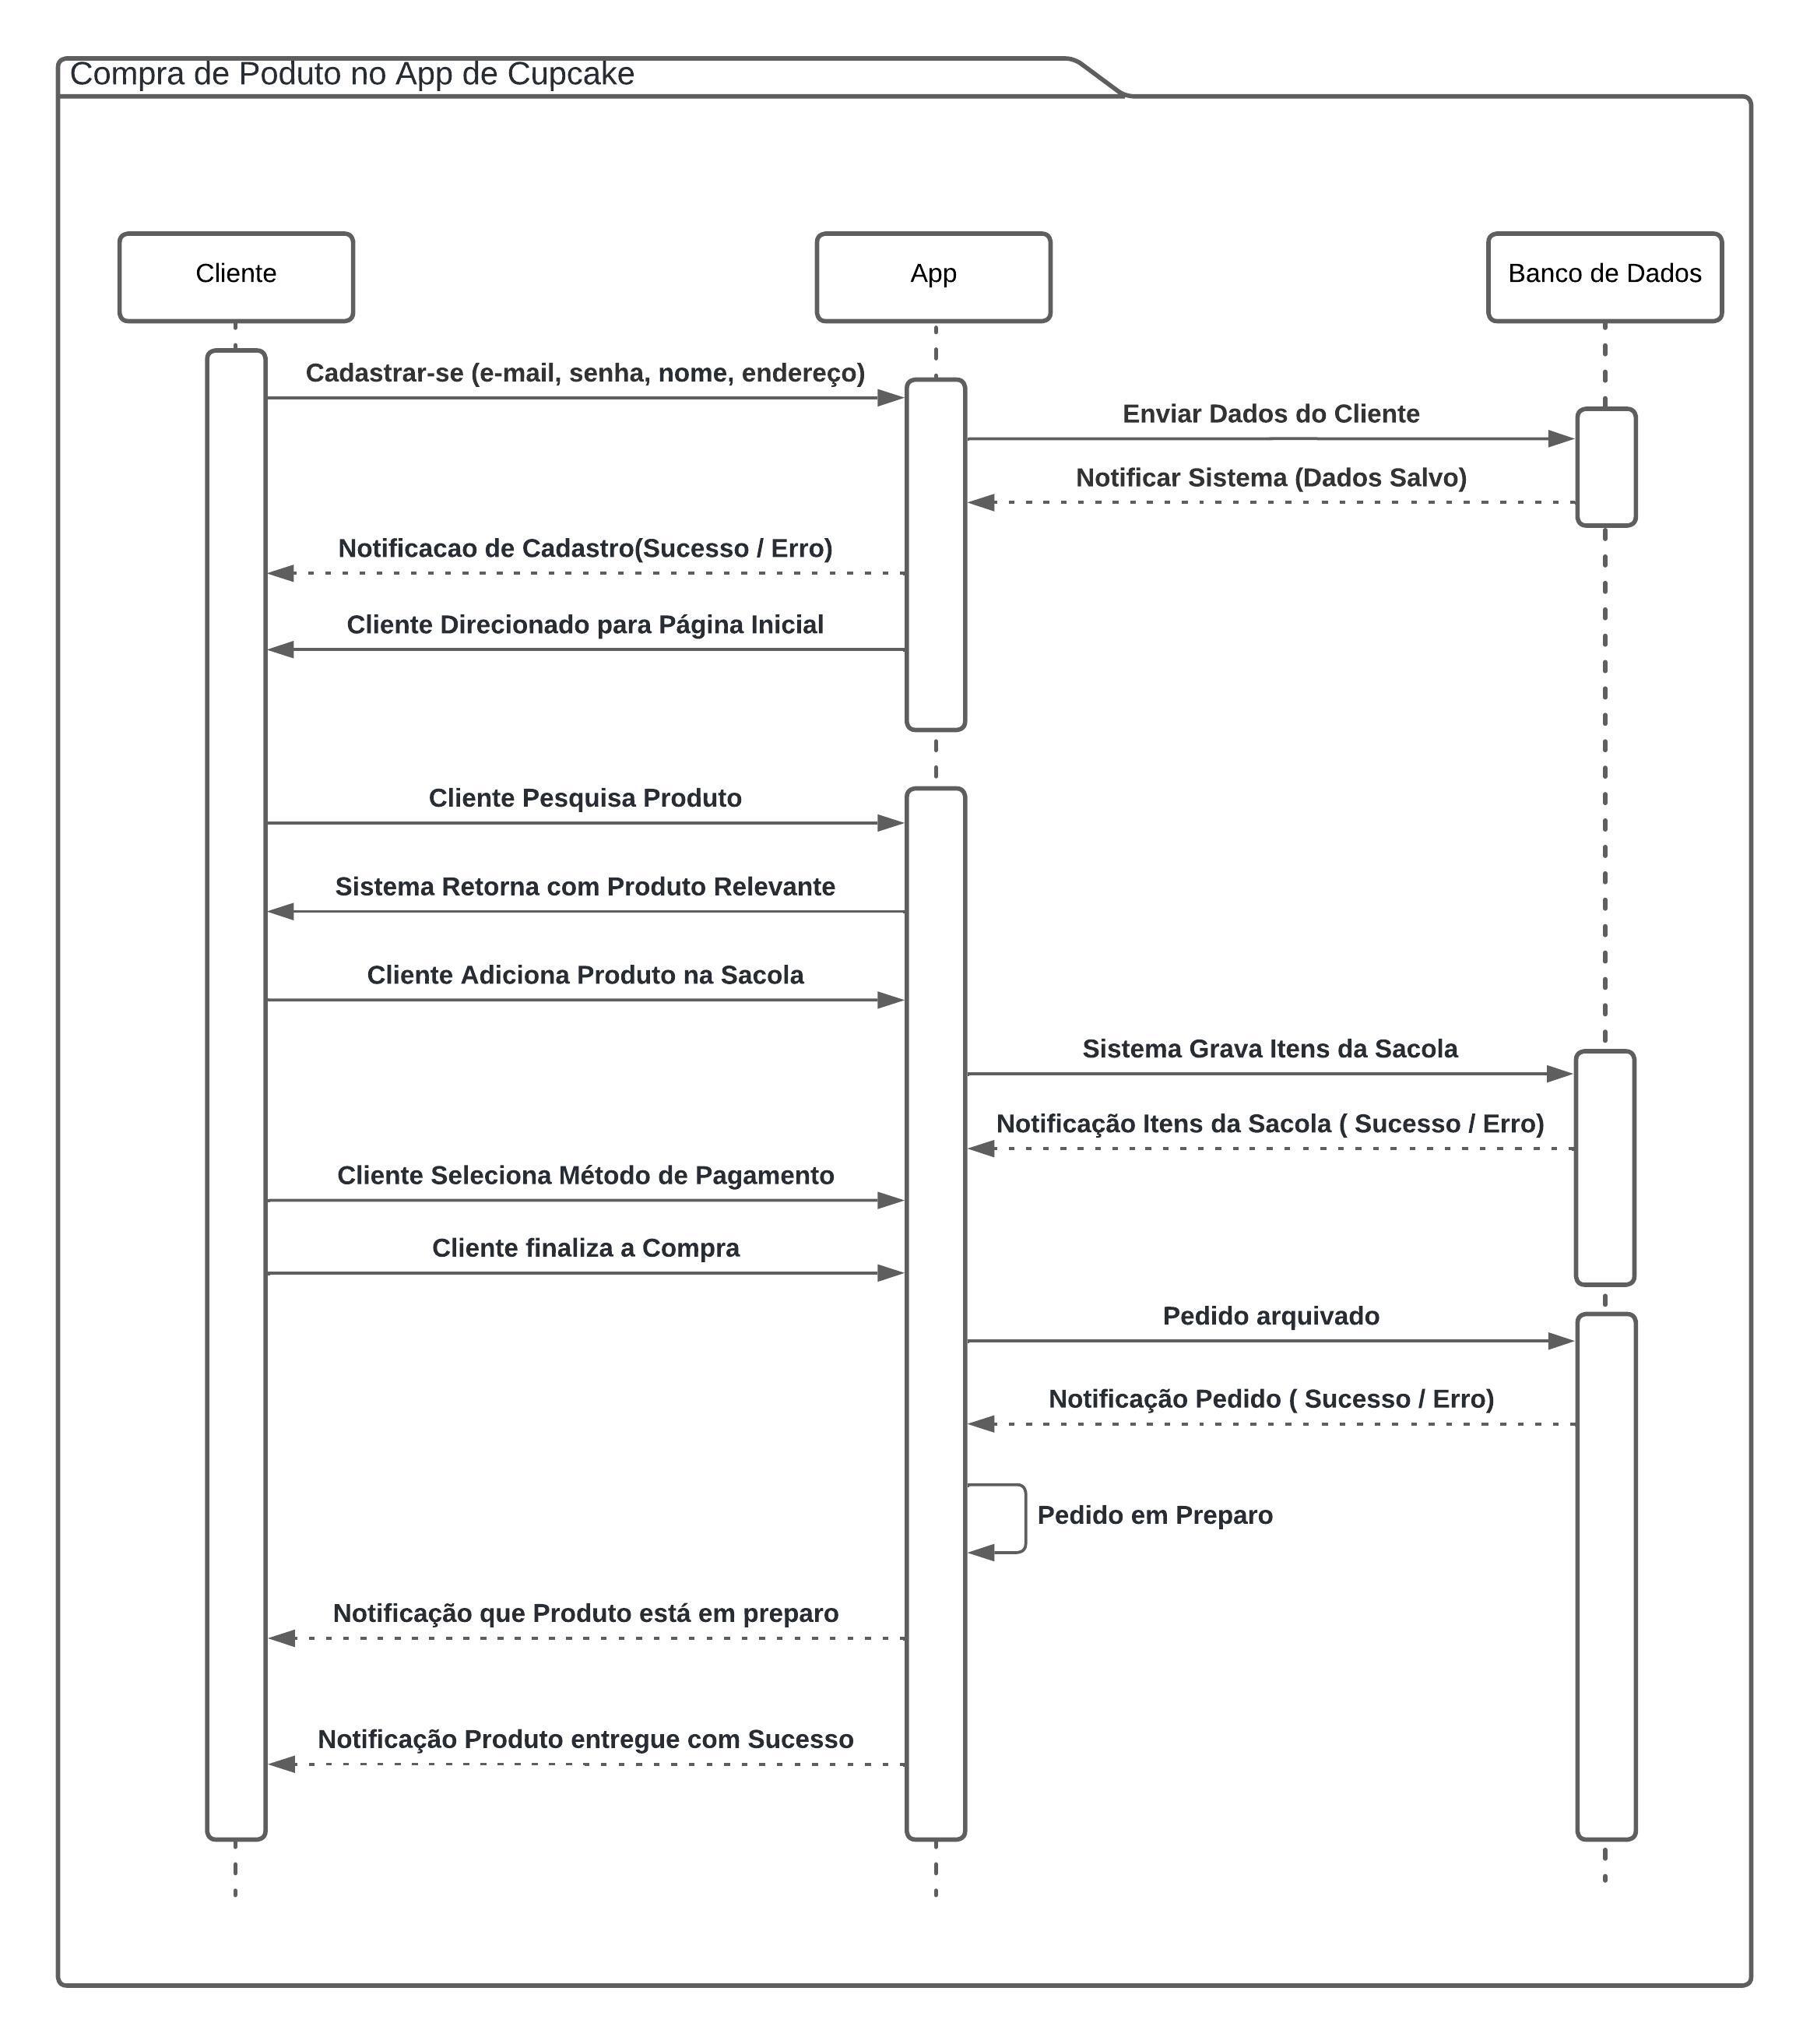 Compra de Poduto no App de Cupcake
Cliente
App
Banco de Dados
Cadastrar-se (e-mail, senha, nome, endereço)
Enviar Dados do Cliente
Notificar Sistema (Dados Salvo)
Notificacao de Cadastro(Sucesso / Erro)
Cliente Direcionado para Página Inicial
Cliente Pesquisa Produto
Sistema Retorna com Produto Relevante
Cliente Adiciona Produto na Sacola
Sistema Grava Itens da Sacola
Notificação Itens da Sacola ( Sucesso / Erro)
Cliente Seleciona Método de Pagamento
Cliente finaliza a Compra
Pedido arquivado
Notificação Pedido ( Sucesso / Erro)
Pedido em Preparo
Notificação que Produto está em preparo
Notificação Produto entregue com Sucesso